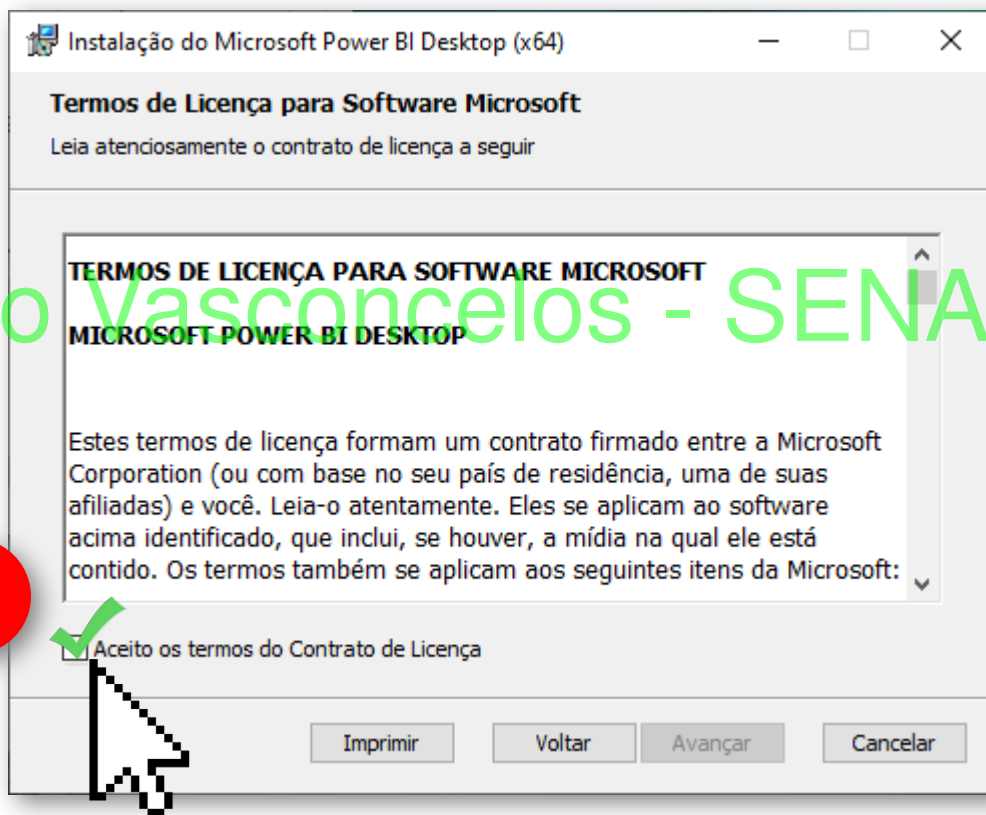 Instalação do Microsoft Power BI Desktop (x64)
Termos de Licença para Software Microsoft
Leia atenciosamente o contrato de licença a seguir
TERMOS DE LICENÇA PARA SOFTWARE MICROSOFT
o Vasconcelos - SENA
MICROSOFT POWER BI DESKTOP
Estes termos de licença formam um contrato firmado entre a Microsoft
Corporation (ou com base no seu país de residência, uma de suas
afiliadas) e você. Leia-o atentamente. Eles se aplicam ao software
acima identificado, que inclui, se houver, a mídia na qual ele está
contido. Os termos também se aplicam aos seguintes itens da Microsoft:
Aceito os termos do Contrato de Licença
Imprimir Voltar Avançar Cancelar